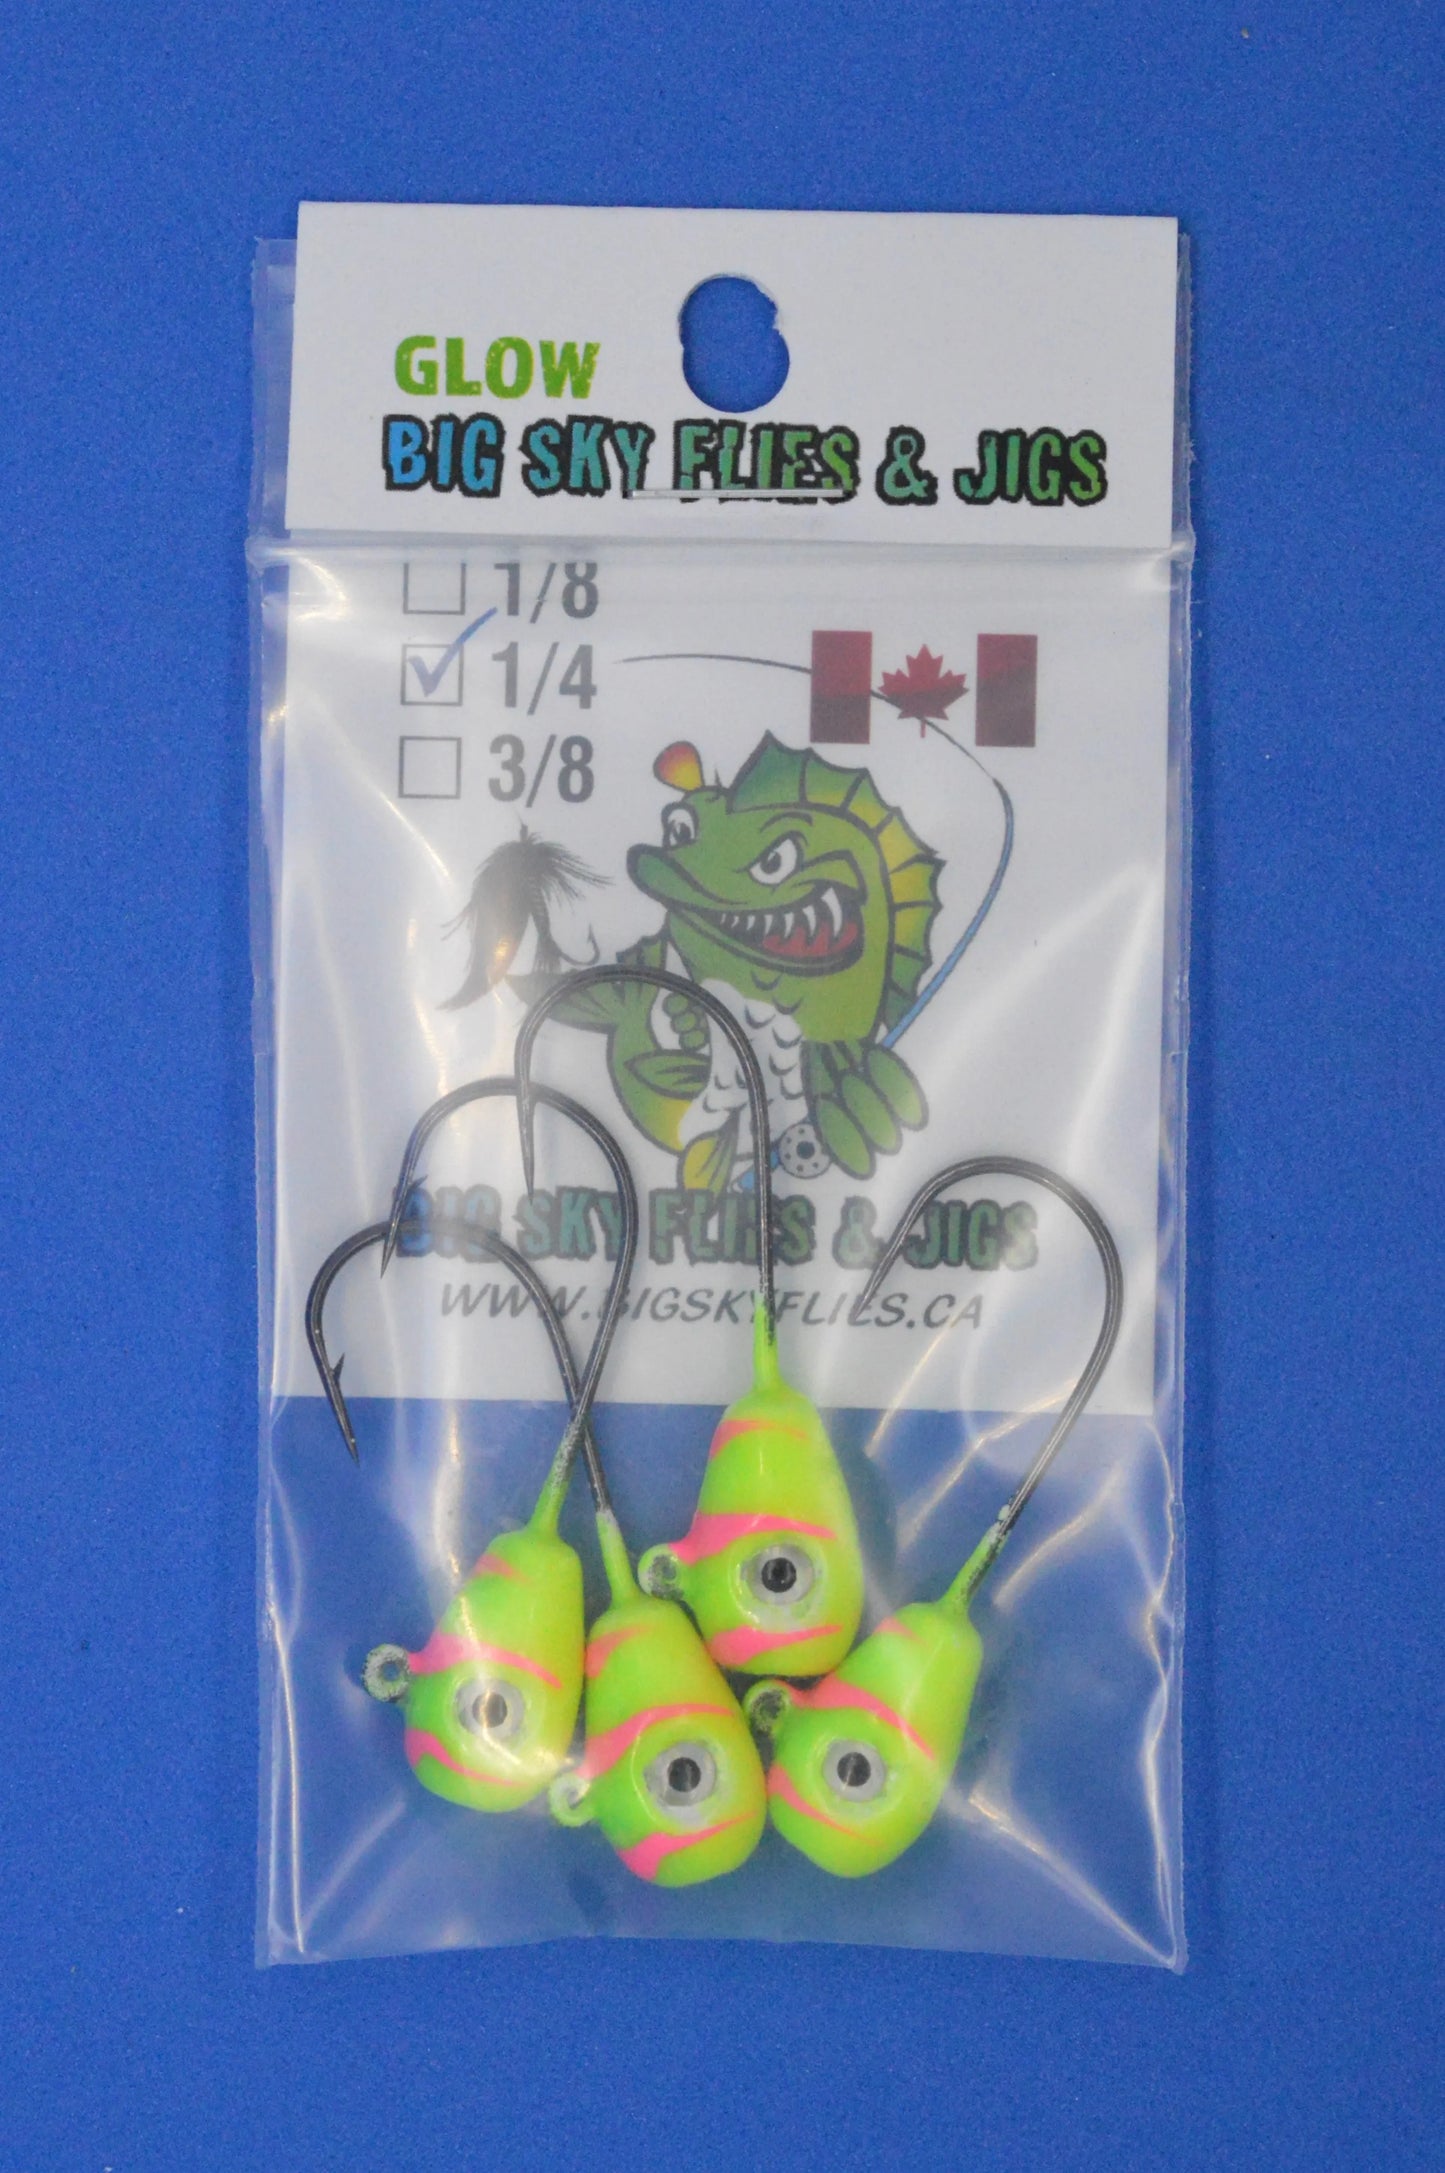 GLOW
BIG SKY FLIES & JIGS
1/8
1/4
3/8
BIG SKY FLIES & JIGS
WWW.BIGSKYFLIES.CA